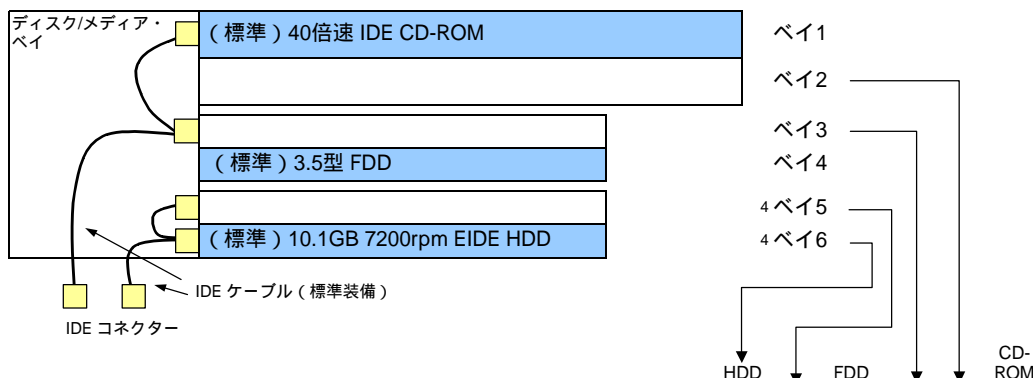 ディスク/メディア・
ベイ
（標準）40倍速 IDE CD-ROM
ベイ1
ベイ2
ベイ3
（標準）3.5型 FDD
ベイ4
4 ベイ5
（標準）10.1GB 7200rpm EIDE HDD
4 ベイ6
IDE ケーブル（標準装備）
IDE コネクター
HDD
FDD
CD-
ROM